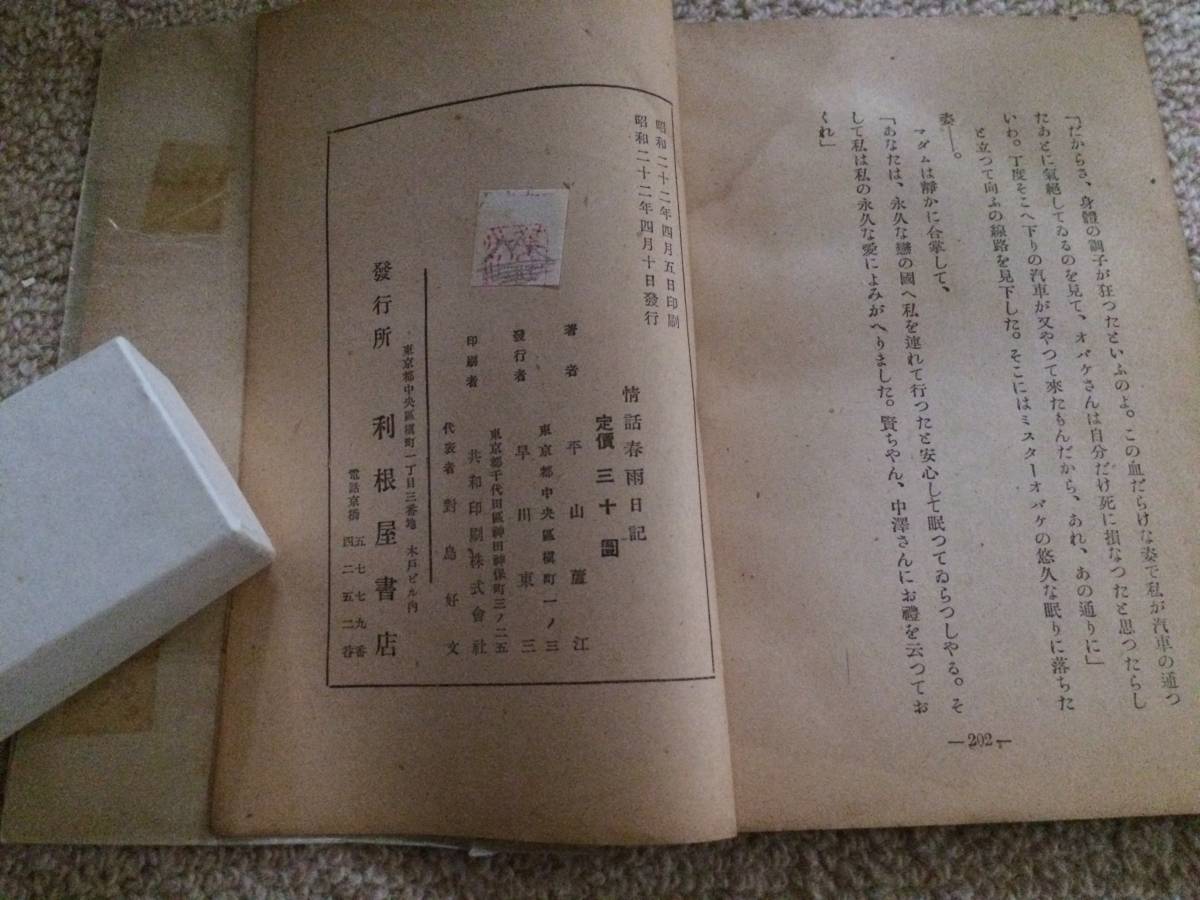 「だからさ、身體の調子が狂つたといふのよ。この血だらけな姿で私が汽車の通つ
たあとに氣絕してゐるのを見て、オバケさんは自分だけ死に損なつたと思つたらし
いわ。丁度そこへ下りの汽車が又やつて來たもんだから、あれ、あの通りに」
と立つて向ふの線路を見下した。そこにはミスターオバケの悠久な眠りに落ちた
姿――。
マダムは靜かに合掌して、
「あなたは、永久な戀の國へ私を連れて行つたと安心して眠つてゐらつしやる。そ
して私は私の永久な愛によみがへりました。賢ちやん、中澤さんにお禮を云つてお
くれ」
―202―
昭和二十二年四月五日印刷
昭和二十二年四月十日發行
情話春雨日記
定價 三十圓
著者 平山蘆江
東京都中央區槇町一ノ三
發行者 早川東三
東京都千代田區神田神保町三ノ二五
印刷者 共和印刷株式會社
代表者 對島好文
東京都中央區槇町一丁目三番地 木戸ビル内
發行所 利根屋書店
電話京橋 五七七九番
四二五二番